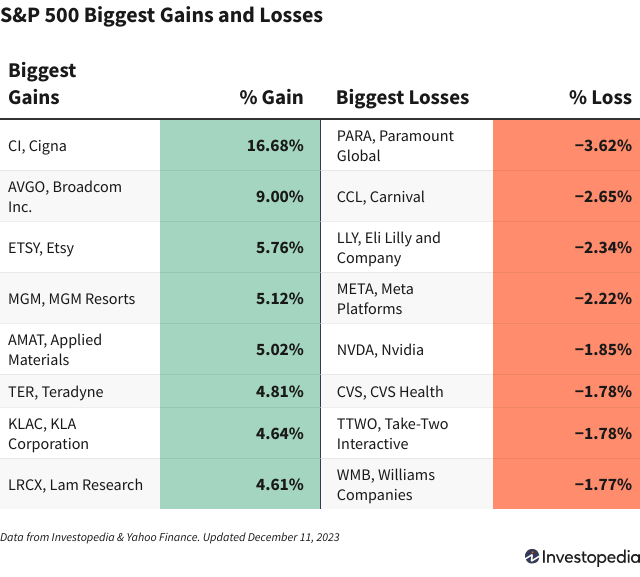 S&P 500 Biggest Gains and Losses
Biggest
Gains
% Gain
Biggest Losses
% Loss
CI, Cigna
16.68%
PARA, Paramount
Global
−3.62%
AVGO, Broadcom
Inc.
9.00%
CCL, Carnival
−2.65%
ETSY, Etsy
5.76%
LLY, Eli Lilly and
Company
−2.34%
MGM, MGM Resorts
5.12%
META, Meta
Platforms
−2.22%
AMAT, Applied
Materials
5.02%
NVDA, Nvidia
−1.85%
TER, Teradyne
4.81%
CVS, CVS Health
−1.78%
KLAC, KLA
Corporation
4.64%
TTWO, Take-Two
Interactive
−1.78%
LRCX, Lam Research
4.61%
WMB, Williams
Companies
−1.77%
Data from Investopedia & Yahoo Finance. Updated December 11, 2023
Investopedia